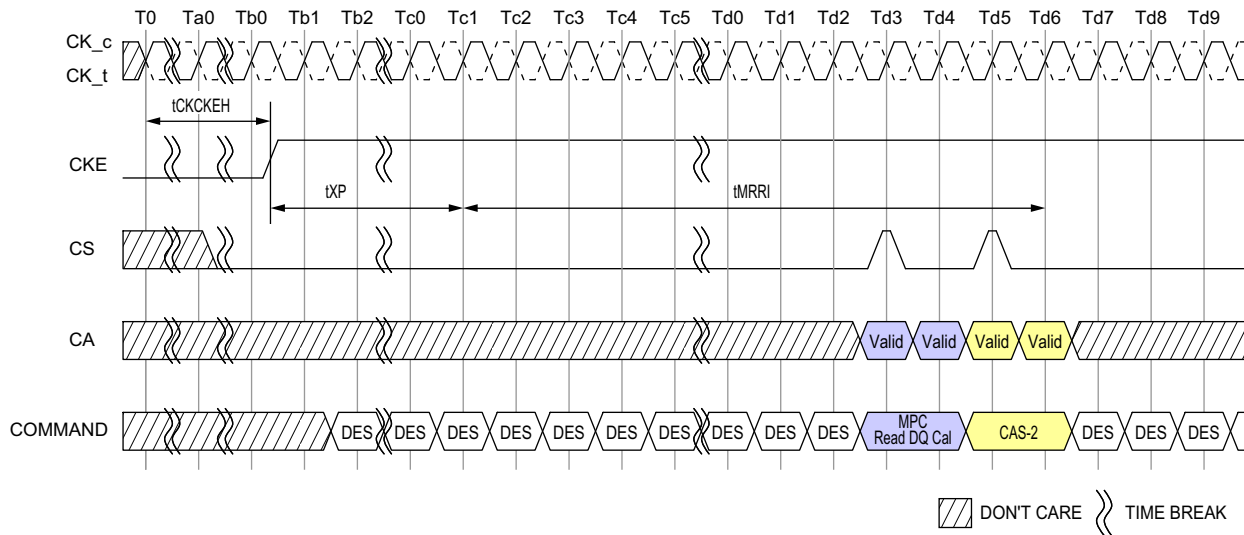 T0 Ta0 Tb0 Tb1 Tb2 Tc0 Tc1 Tc2 Tc3 Tc4 Tc5 Td0 Td1 Td2 Td3 Td4 Td5 Td6 Td7 Td8 Td9
CK_c
CK_t
tCKCKEH
CKE
tXP tMRRI
CS
CA Valid Valid Valid Valid
COMMAND DES DES DES DES DES DES DES DES DES DES MPC Read DQ Cal CAS-2 DES DES DES
DON'T CARE TIME BREAK